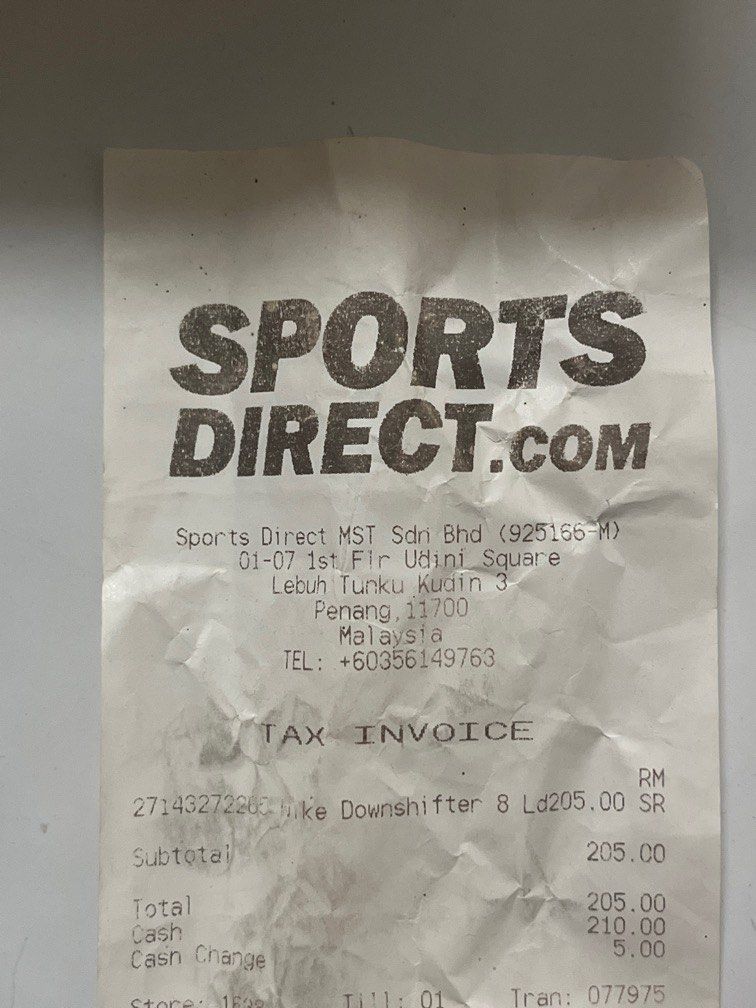 SPORTS
DIRECT.COM
Sports Direct MST Sdn Bhd (925166-M)
01-07 1st Flr Udini Square
Lebuh Tunku Kudin 3
Penang,11700
Malaysia
TEL: +60356149763
TAX INVOICE
RM
Nike Downshifter 8 Ld205.00 SR
Subtotal 205.00
Total 205.00
Cash 210.00
Cash Change 5.00
Store: Till: 01 Tran: 077975